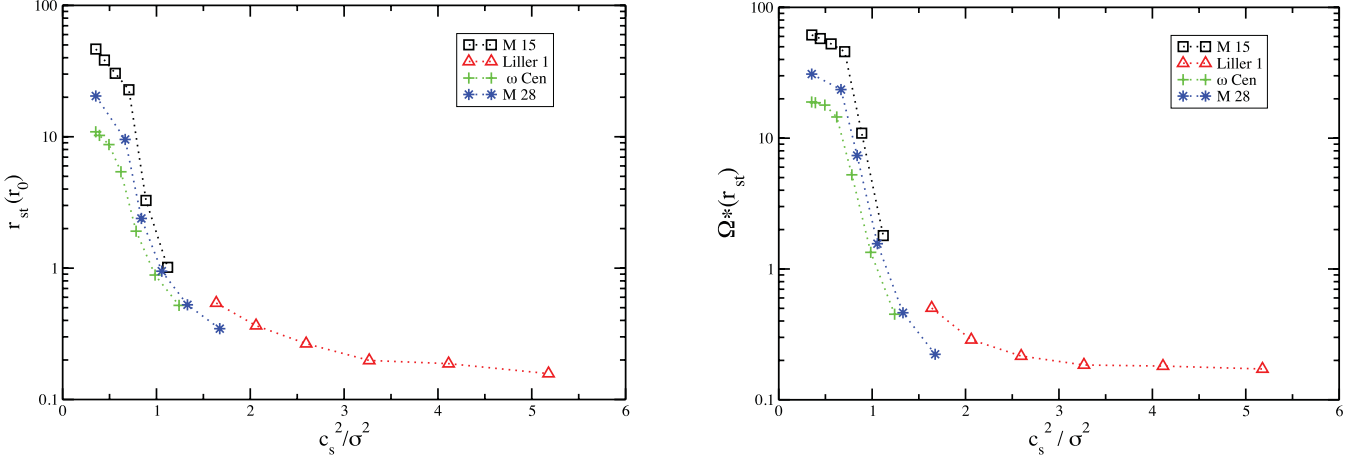 100
10
1
0.1
r_st (r_0)
0 1 2 3 4 5 6
c_s^2/σ^2
M 15
Liller 1
ω Cen
M 28
100
10
1
0.1
Ω*(r_st)
0 1 2 3 4 5 6
c_s^2 / σ^2
M 15
Liller 1
ω Cen
M 28